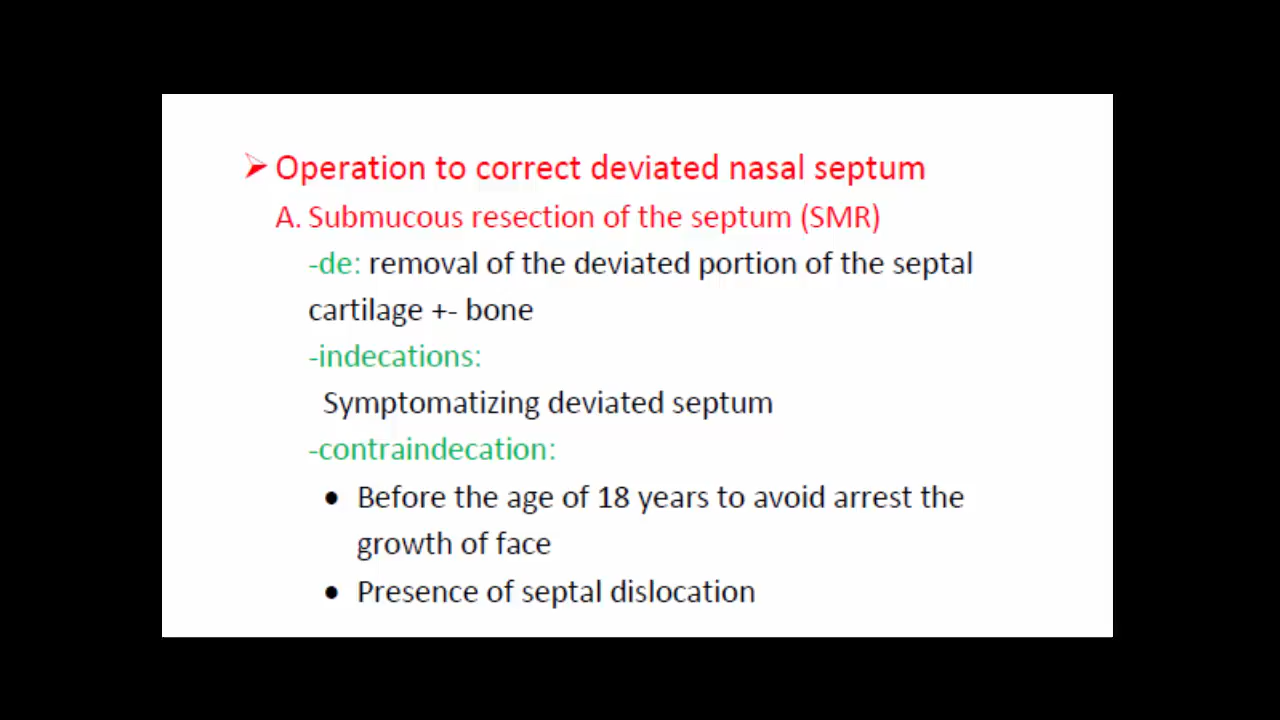 ➢ Operation to correct deviated nasal septum
A. Submucous resection of the septum (SMR)
-de: removal of the deviated portion of the septal
cartilage +- bone
-indecations:
Symptomatizing deviated septum
-contraindecation:
• Before the age of 18 years to avoid arrest the
growth of face
• Presence of septal dislocation